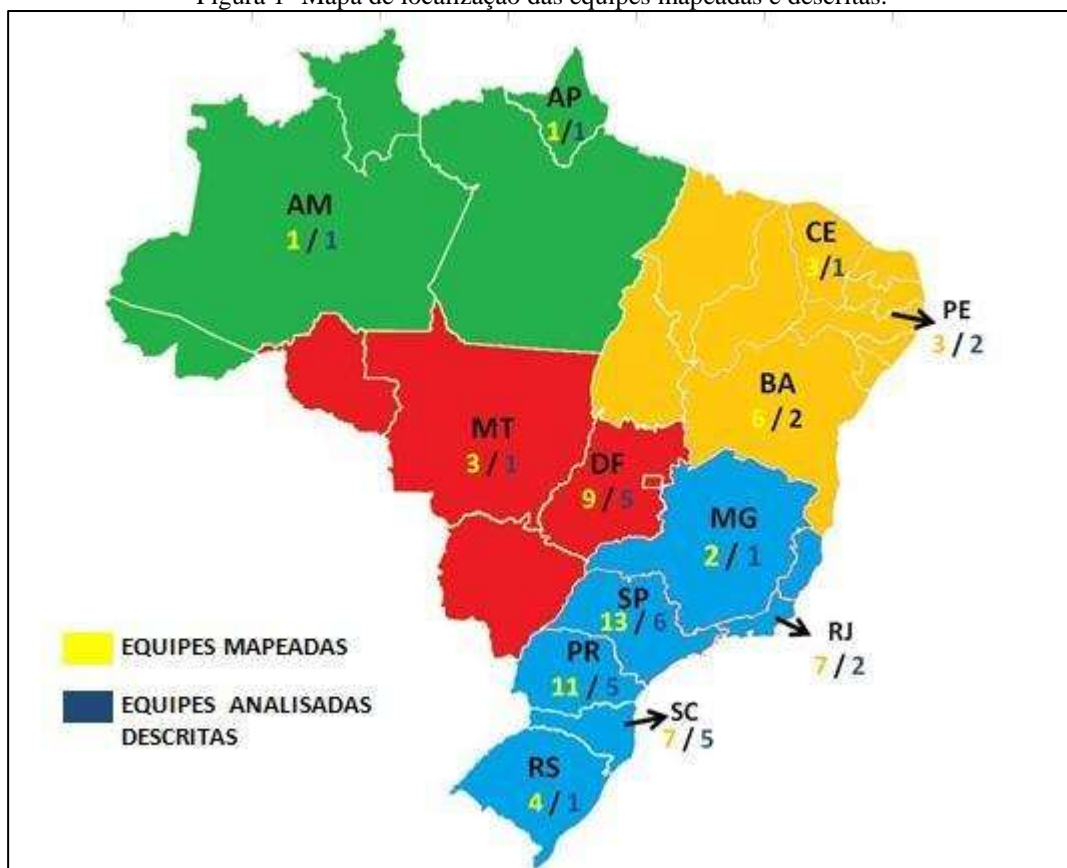 Figura 1- Mapa de localização das equipes mapeadas e descritas.
AP
1/1
AM
1 / 1
CE
3/1
PE
3 / 2
BA
6 / 2
MT
3 / 1
DF
9 / 5
MG
2 / 1
SP
13 / 6
RJ
7 / 2
PR
11 / 5
SC
7 / 5
RS
4 / 1
EQUIPES MAPEADAS
EQUIPES ANALISADAS
DESCRITAS